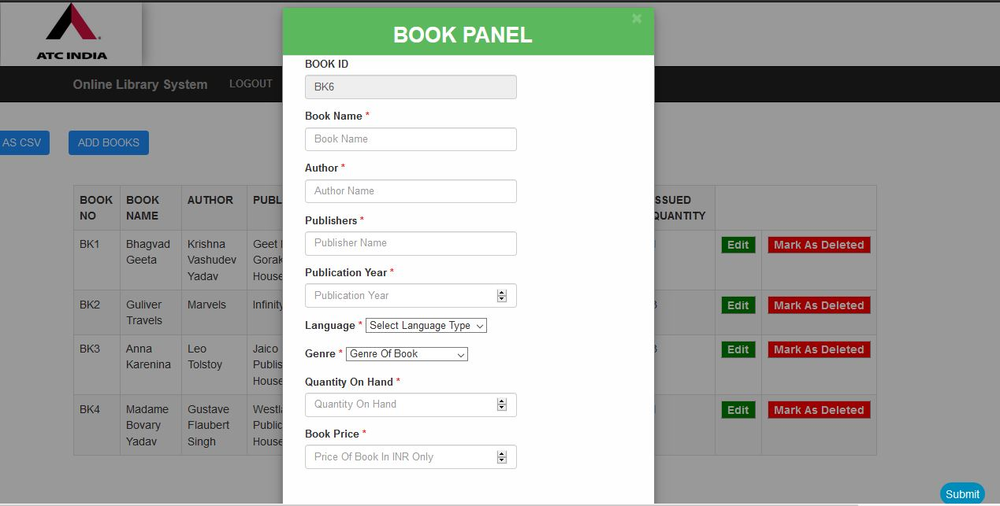 ATC INDIA
BOOK PANEL
Online Library System
LOGOUT
AS CSV
ADD BOOKS
BOOK ID
BK6
Book Name *
Book Name
Author *
Author Name
Publishers *
Publisher Name
Publication Year *
Publication Year
Language * Select Language Type
Genre * Genre Of Book
Quantity On Hand *
Quantity On Hand
Book Price *
Price Of Book In INR Only
BOOK BOOK AUTHOR PUBL SSUED
NO NAME QUANTITY
BK1 Bhagvad Krishna Geet Edit Mark As Deleted
Geeta Vashudev Gorak
Yadav House
BK2 Guliver Marvels Infinity Edit Mark As Deleted
Travels
BK3 Anna Leo Jaico Edit Mark As Deleted
Karenina Tolstoy Publis
House
BK4 Madame Gustave Westl Edit Mark As Deleted
Bovary Flaubert Public
Yadav Singh House
Submit